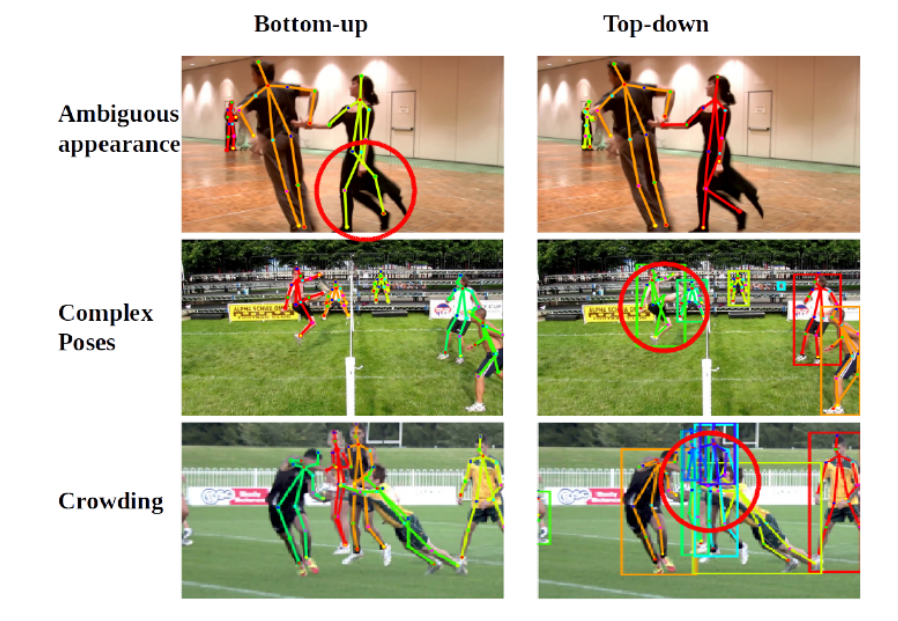 Bottom-up
Top-down
Ambiguous
appearance
Complex
Poses
Crowding